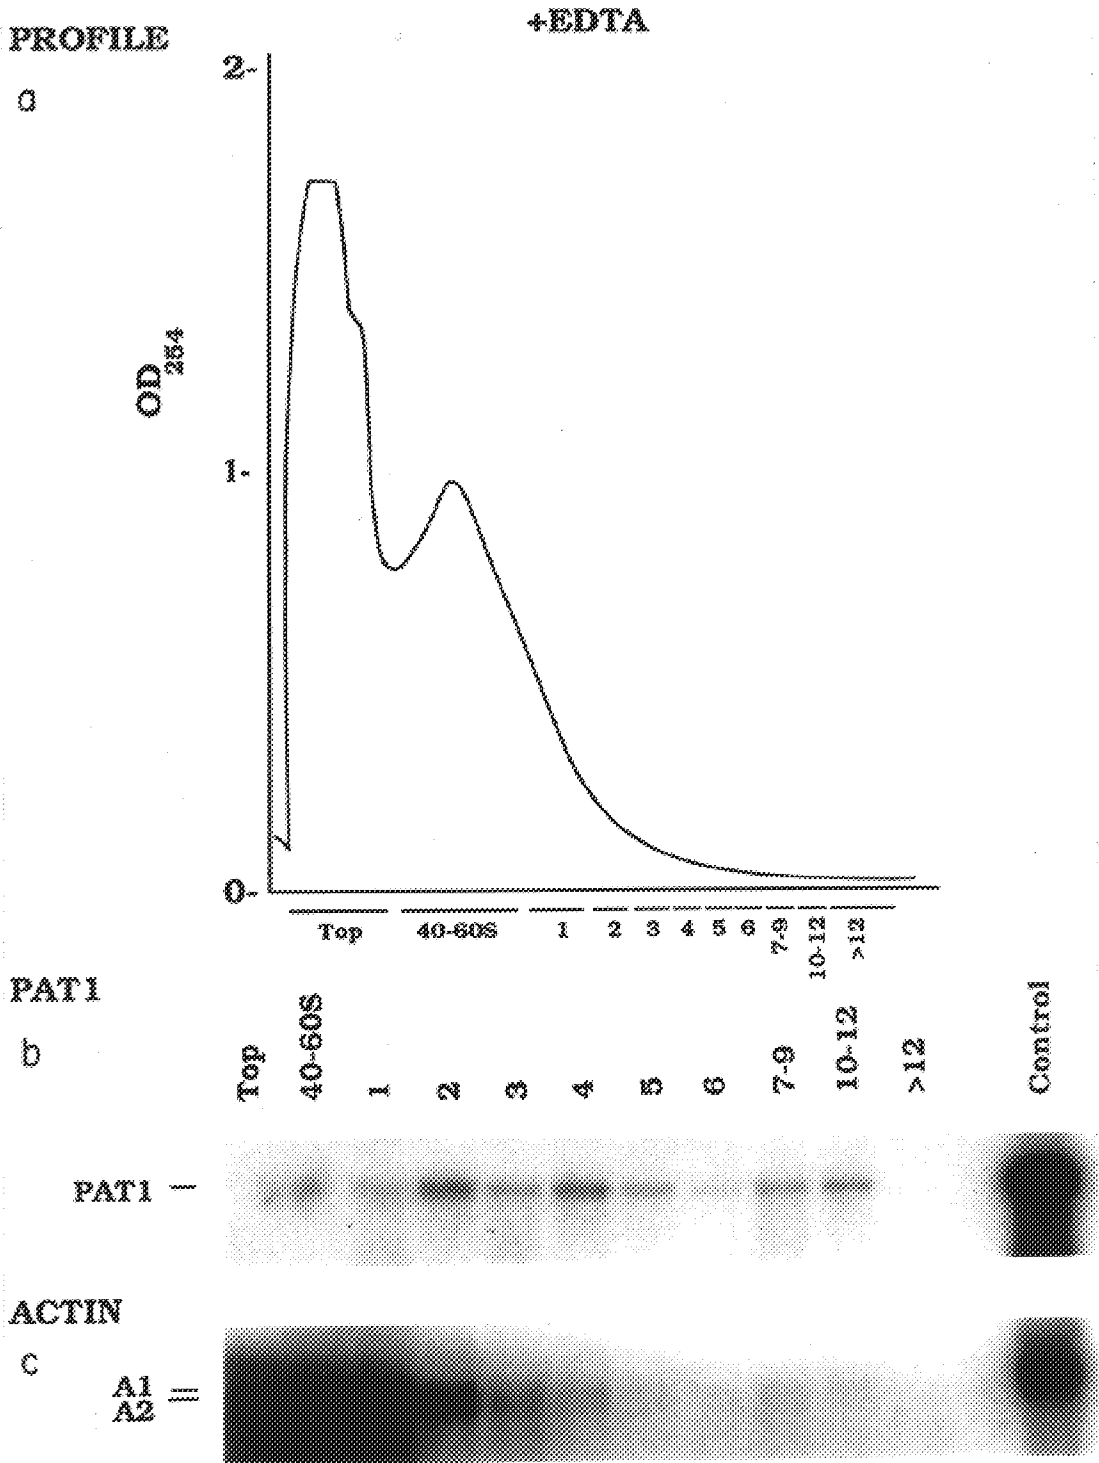 +EDTA
PROFILE
a
2-
OD254
1-
0-
Top 40-60S 1 2 3 4 5 6 7-9 10-12 >12
PAT1
b
Top 40-60S 1 2 3 4 5 6 7-9 10-12 >12 Control
PAT1 —
ACTIN
c
A1
A2